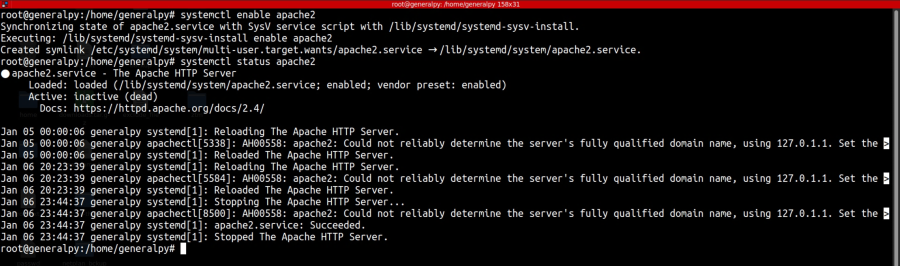 root@generalpy: /home/generalpy 158x31
root@generalpy:/home/generalpy# systemctl enable apache2
Synchronizing state of apache2.service with SysV service script with /lib/systemd/systemd-sysv-install.
Executing: /lib/systemd/systemd-sysv-install enable apache2
Created symlink /etc/systemd/system/multi-user.target.wants/apache2.service → /lib/systemd/system/apache2.service.
root@generalpy:/home/generalpy# systemctl status apache2
● apache2.service - The Apache HTTP Server
Loaded: loaded (/lib/systemd/system/apache2.service; enabled; vendor preset: enabled)
Active: inactive (dead)
Docs: https://httpd.apache.org/docs/2.4/
Jan 05 00:00:06 generalpy systemd[1]: Reloading The Apache HTTP Server.
Jan 05 00:00:06 generalpy apachectl[5338]: AH00558: apache2: Could not reliably determine the server's fully qualified domain name, using 127.0.1.1. Set the >
Jan 05 00:00:06 generalpy systemd[1]: Reloaded The Apache HTTP Server.
Jan 06 20:23:39 generalpy systemd[1]: Reloading The Apache HTTP Server.
Jan 06 20:23:39 generalpy apachectl[5584]: AH00558: apache2: Could not reliably determine the server's fully qualified domain name, using 127.0.1.1. Set the >
Jan 06 20:23:39 generalpy systemd[1]: Reloaded The Apache HTTP Server.
Jan 06 23:44:37 generalpy systemd[1]: Stopping The Apache HTTP Server...
Jan 06 23:44:37 generalpy apachectl[8500]: AH00558: apache2: Could not reliably determine the server's fully qualified domain name, using 127.0.1.1. Set the >
Jan 06 23:44:37 generalpy systemd[1]: apache2.service: Succeeded.
Jan 06 23:44:37 generalpy systemd[1]: Stopped The Apache HTTP Server.
root@generalpy:/home/generalpy#